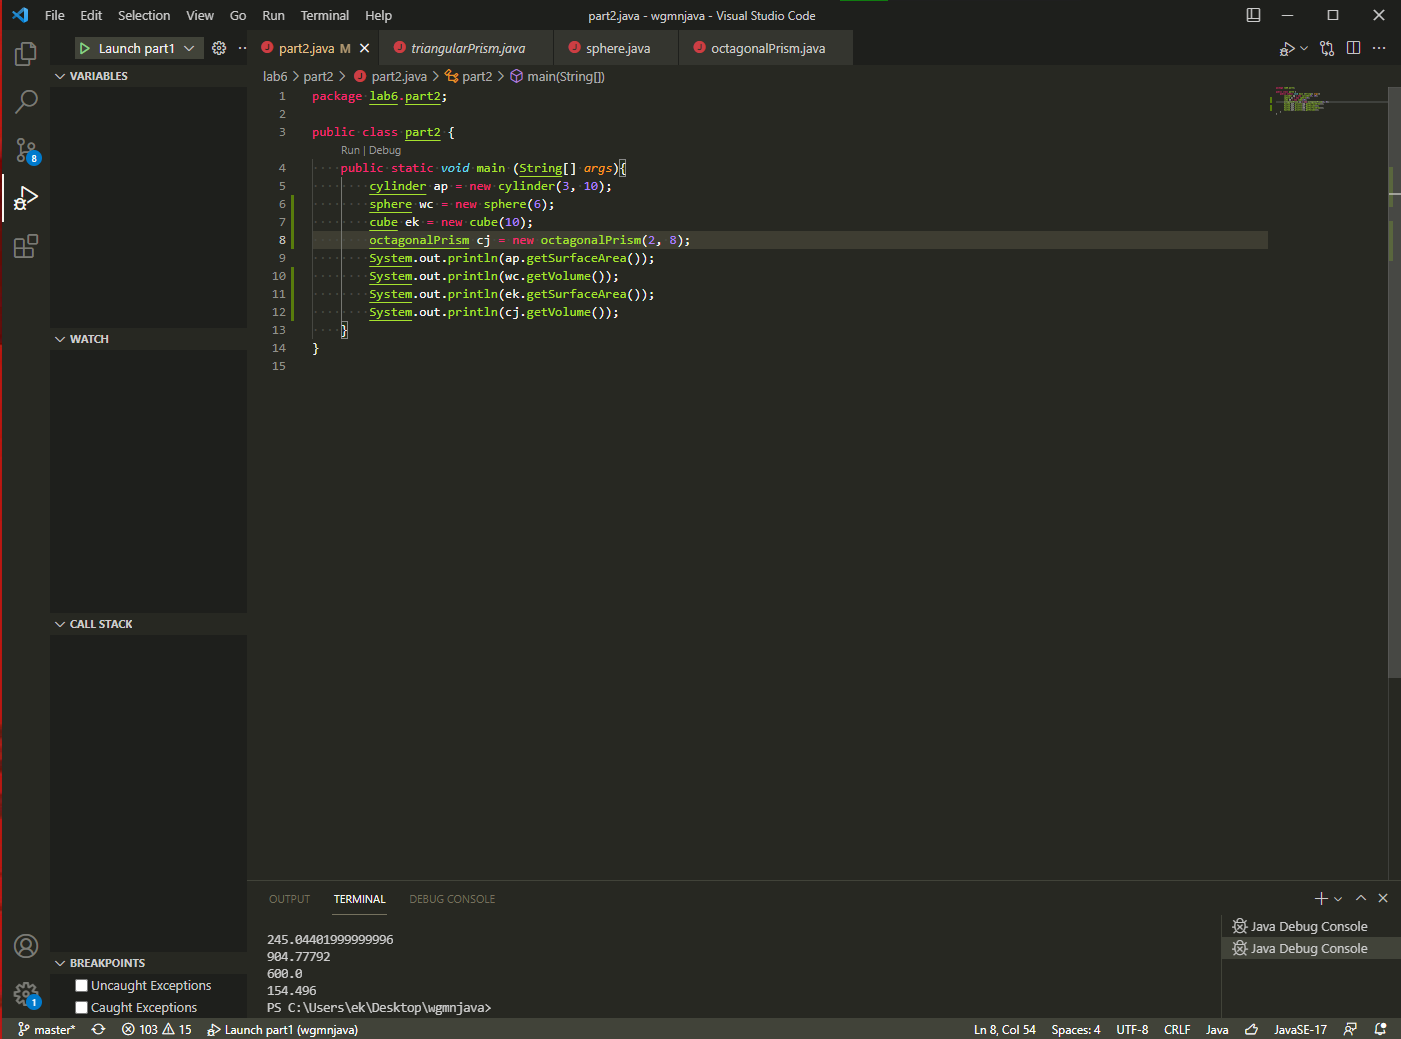 File Edit Selection View Go Run Terminal Help part2.java - wgmnjava - Visual Studio Code
Launch part1 part2.java M triangularPrism.java sphere.java octagonalPrism.java
VARIABLES
lab6 part2 part2.java part2 main(String[])
1 package lab6.part2;
2
3 public class part2 {
Run | Debug
4 public static void main (String[] args){
5 cylinder ap = new cylinder(3, 10);
6 sphere wc = new sphere(6);
7 cube ek = new cube(10);
8 octagonalPrism cj = new octagonalPrism(2, 8);
9 System.out.println(ap.getSurfaceArea());
10 System.out.println(wc.getVolume());
11 System.out.println(ek.getSurfaceArea());
12 System.out.println(cj.getVolume());
13 }
14 }
15
8
WATCH
CALL STACK
BREAKPOINTS
Uncaught Exceptions
Caught Exceptions
1
OUTPUT TERMINAL DEBUG CONSOLE
245.04401999999996
904.77792
600.0
154.496
PS C:\Users\ek\Desktop\wgmnjava>
Java Debug Console
Java Debug Console
master* 103 15 Launch part1 (wgmnjava) Ln 8, Col 54 Spaces: 4 UTF-8 CRLF Java JavaSE-17